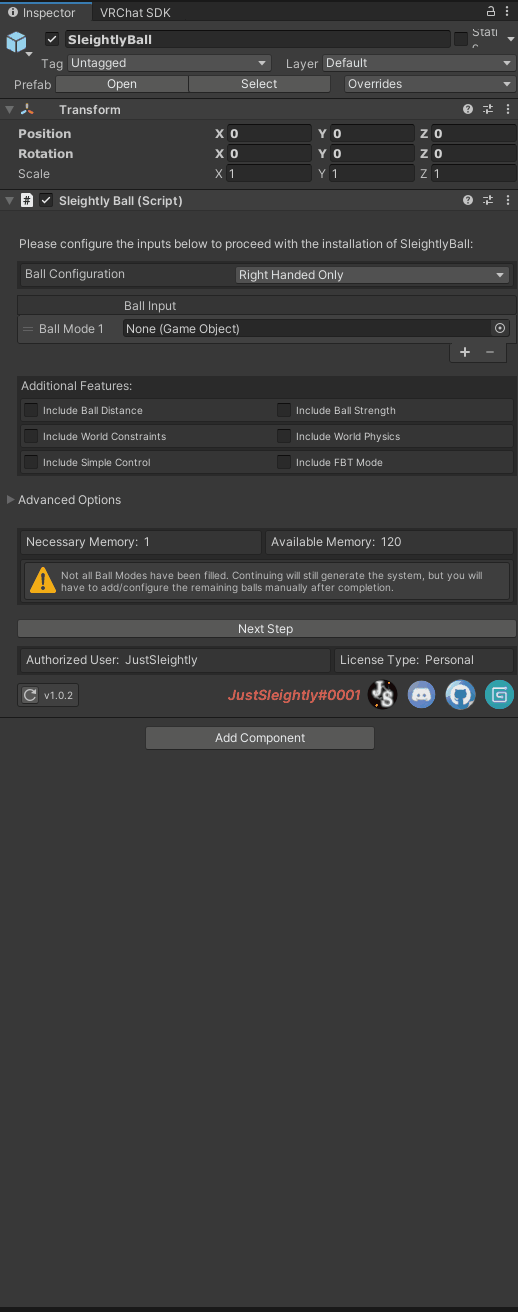 Inspector VRChat SDK
SleightlyBall Static
Tag Untagged Layer Default
Prefab Open Select Overrides
Transform
Position X 0 Y 0 Z 0
Rotation X 0 Y 0 Z 0
Scale X 1 Y 1 Z 1
# Sleightly Ball (Script)
Please configure the inputs below to proceed with the installation of SleightlyBall:
Ball Configuration Right Handed Only
Ball Input
Ball Mode 1 None (Game Object)
+ −
Additional Features:
Include Ball Distance Include Ball Strength
Include World Constraints Include World Physics
Include Simple Control Include FBT Mode
Advanced Options
Necessary Memory: 1 Available Memory: 120
Not all Ball Modes have been filled. Continuing will still generate the system, but you will
have to add/configure the remaining balls manually after completion.
Next Step
Authorized User: JustSleightly License Type: Personal
v1.0.2 JustSleightly#0001 JS
Add Component